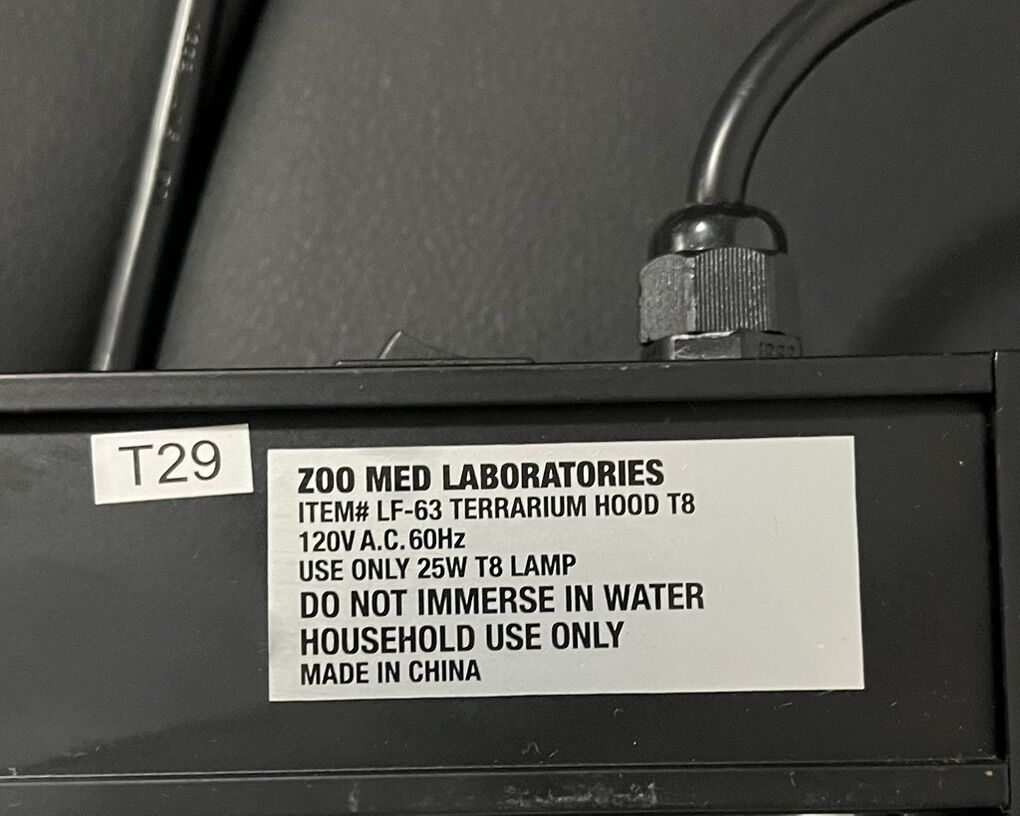 T29
ZOO MED LABORATORIES
ITEM# LF-63 TERRARIUM HOOD T8
120V A.C. 60Hz
USE ONLY 25W T8 LAMP
DO NOT IMMERSE IN WATER
HOUSEHOLD USE ONLY
MADE IN CHINA